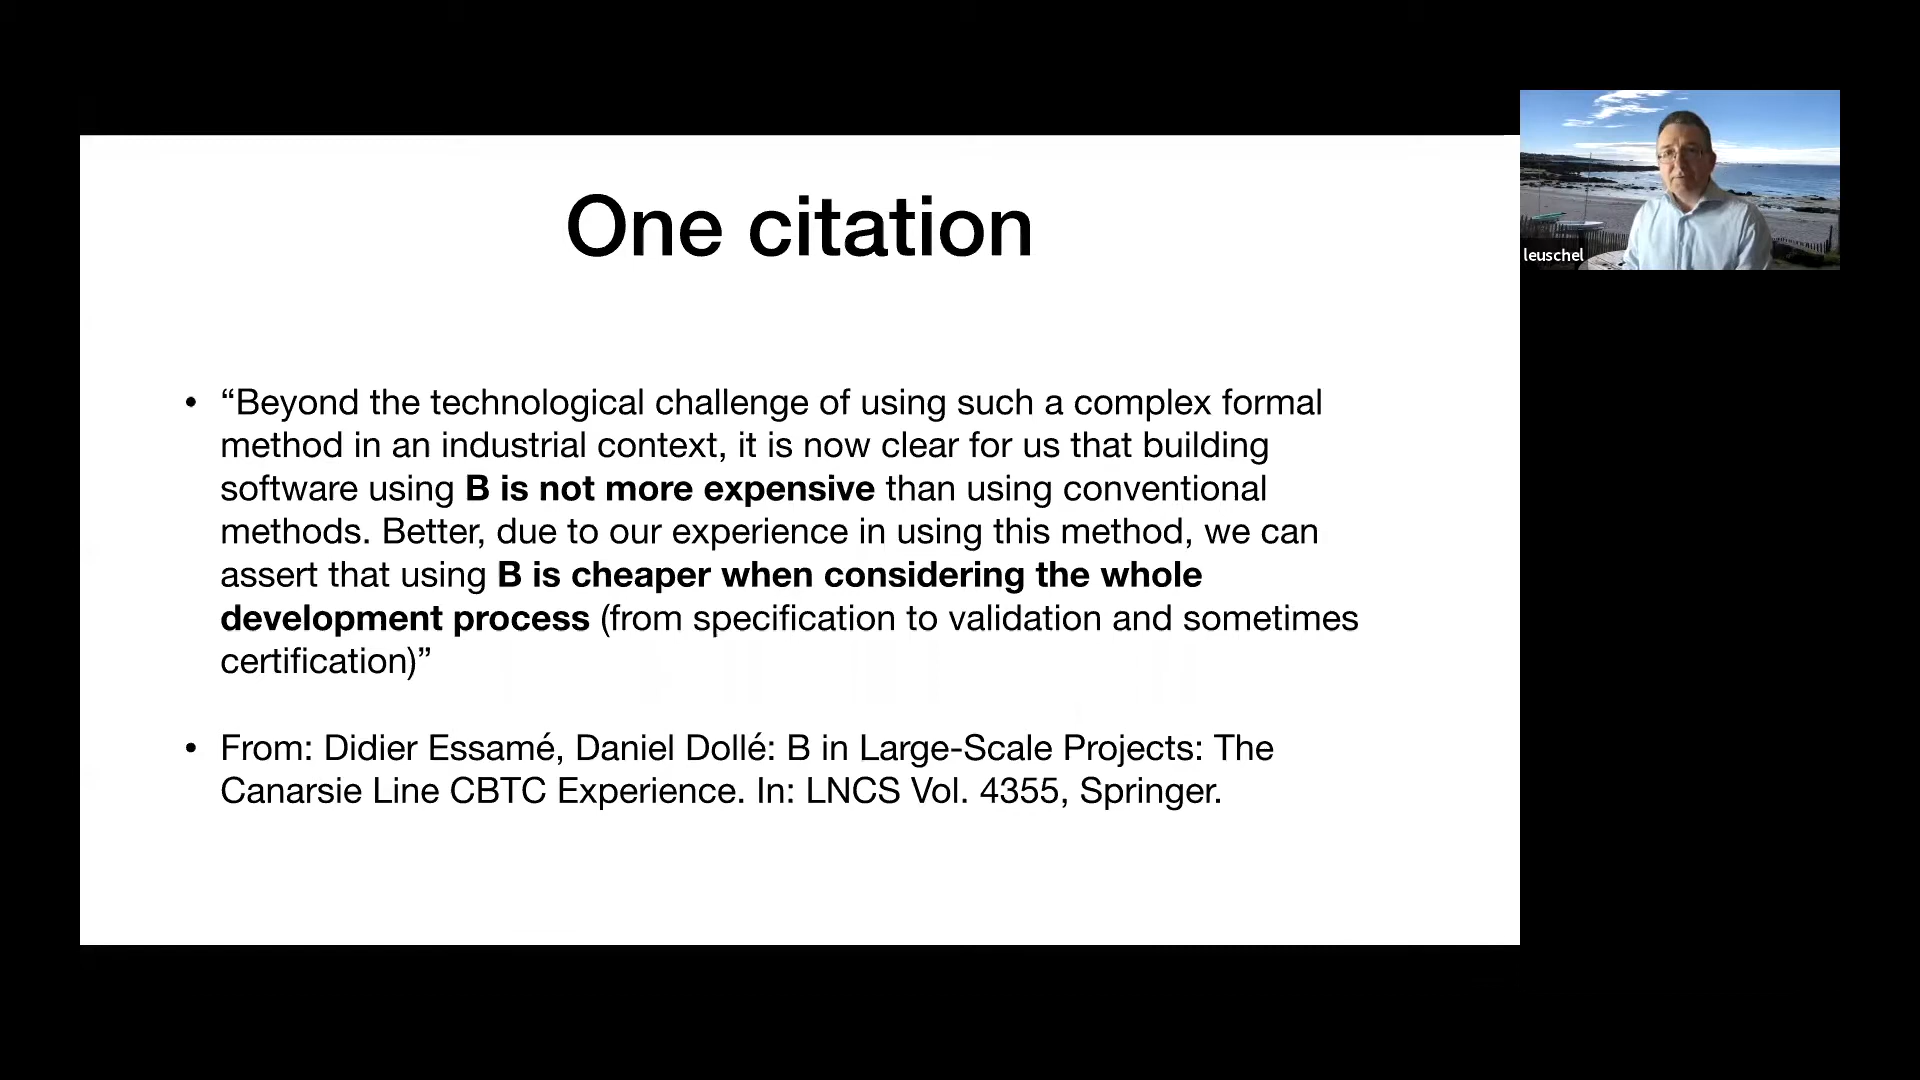 One citation
• “Beyond the technological challenge of using such a complex formal
method in an industrial context, it is now clear for us that building
software using B is not more expensive than using conventional
methods. Better, due to our experience in using this method, we can
assert that using B is cheaper when considering the whole
development process (from specification to validation and sometimes
certification)”
• From: Didier Essamé, Daniel Dollé: B in Large-Scale Projects: The
Canarsie Line CBTC Experience. In: LNCS Vol. 4355, Springer.
leuschel